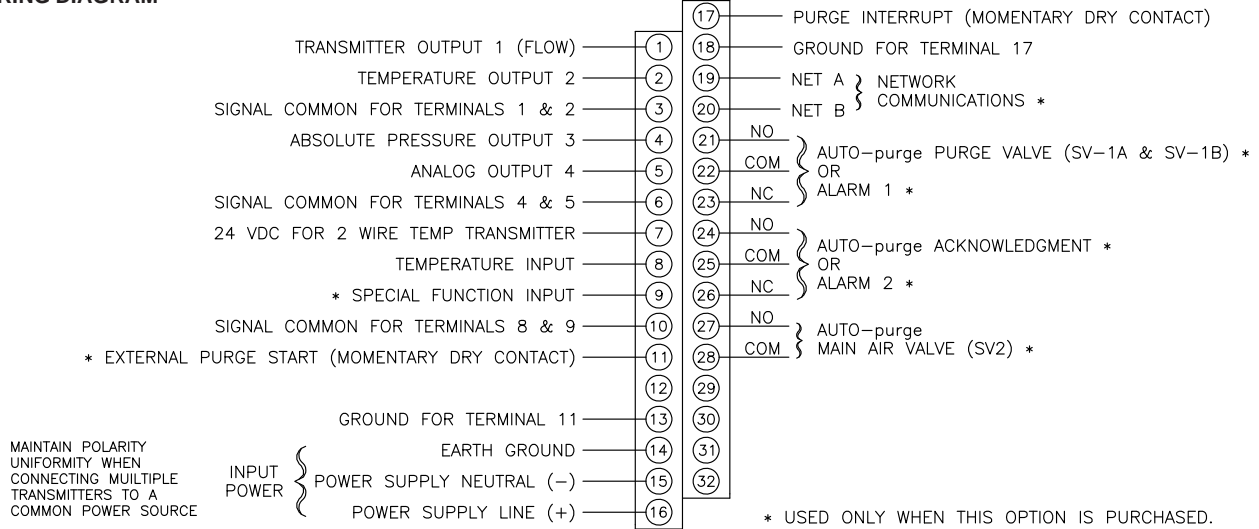 TRANSMITTER OUTPUT 1 (FLOW) 1
TEMPERATURE OUTPUT 2 2
SIGNAL COMMON FOR TERMINALS 1 & 2 3
ABSOLUTE PRESSURE OUTPUT 3 4
ANALOG OUTPUT 4 5
SIGNAL COMMON FOR TERMINALS 4 & 5 6
24 VDC FOR 2 WIRE TEMP TRANSMITTER 7
TEMPERATURE INPUT 8
* SPECIAL FUNCTION INPUT 9
SIGNAL COMMON FOR TERMINALS 8 & 9 10
* EXTERNAL PURGE START (MOMENTARY DRY CONTACT) 11
12
GROUND FOR TERMINAL 11 13
MAINTAIN POLARITY
UNIFORMITY WHEN
CONNECTING MUILTIPLE
TRANSMITTERS TO A
COMMON POWER SOURCE
INPUT
POWER
EARTH GROUND 14
POWER SUPPLY NEUTRAL (-) 15
POWER SUPPLY LINE (+) 16
17 PURGE INTERRUPT (MOMENTARY DRY CONTACT)
18 GROUND FOR TERMINAL 17
19 NET A
20 NET B
NETWORK
COMMUNICATIONS *
21 NO
22 COM
23 NC
AUTO-purge PURGE VALVE (SV-1A & SV-1B) *
OR
ALARM 1 *
24 NO
25 COM
26 NC
AUTO-purge ACKNOWLEDGMENT *
OR
ALARM 2 *
27 NO
28 COM
AUTO-purge
MAIN AIR VALVE (SV2) *
29
30
31
32
* USED ONLY WHEN THIS OPTION IS PURCHASED.